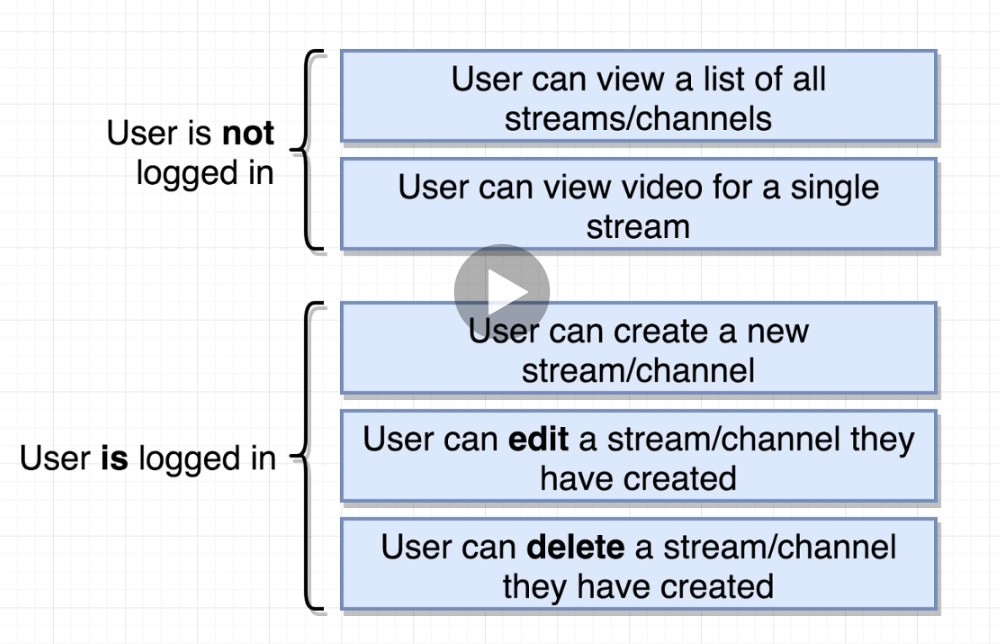 User can view a list of all
streams/channels
User is not
logged in
User can view video for a single
stream
User can create a new
stream/channel
User can edit a stream/channel they
have created
User is logged in
User can delete a stream/channel
they have created